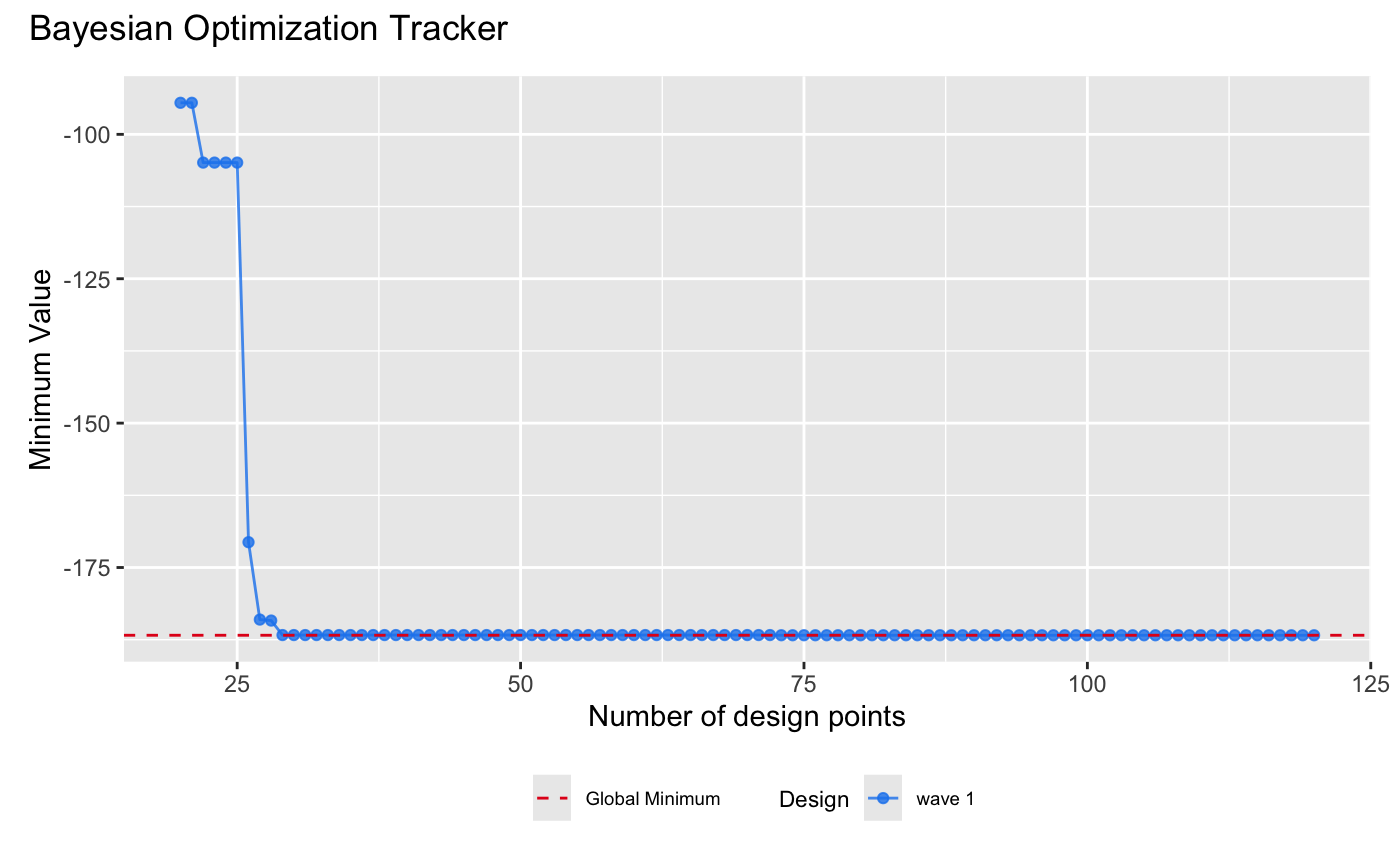 Bayesian Optimization Tracker
-100
-125
-150
-175
Minimum Value
25 50 75 100 125
Number of design points
Global Minimum Design wave 1